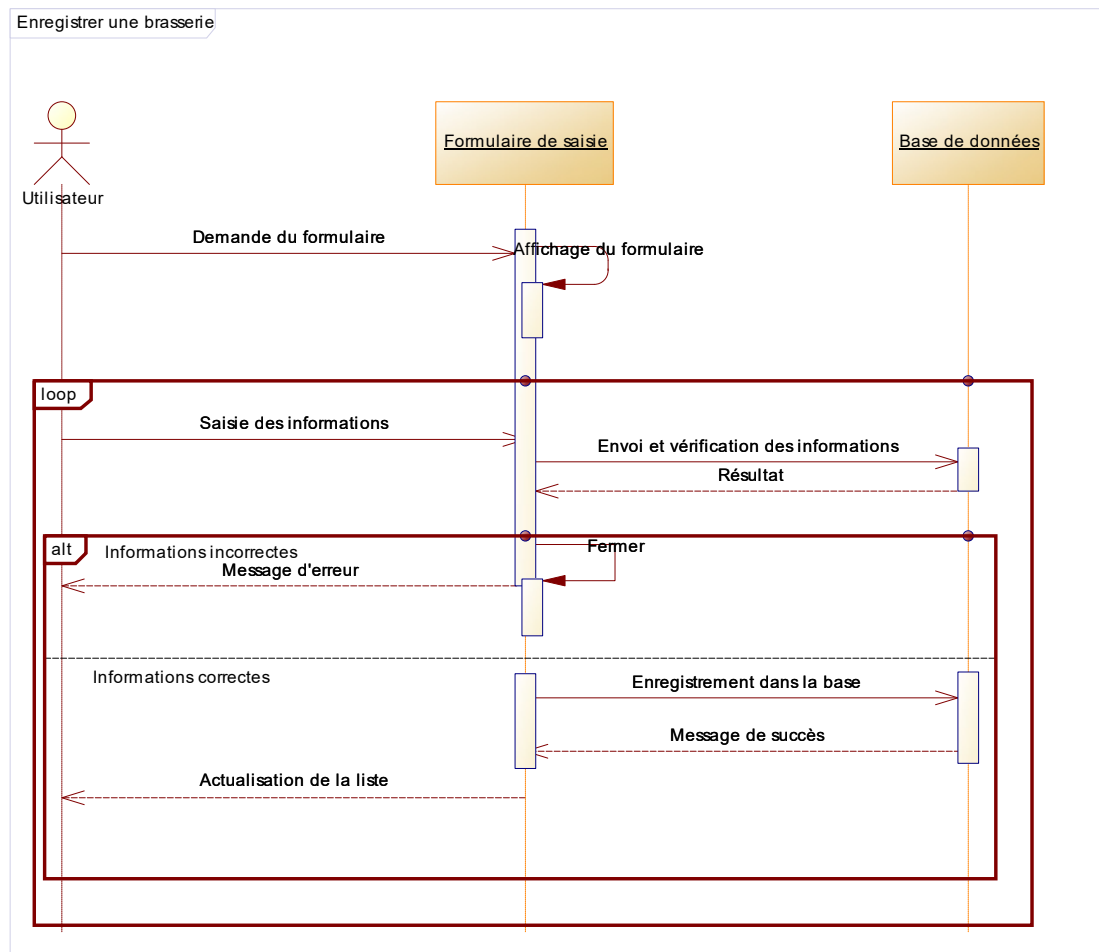 Enregistrer une brasserie
Formulaire de saisie
Base de données
Utilisateur
Demande du formulaire
Affichage du formulaire
loop
Saisie des informations
Envoi et vérification des informations
Résultat
alt
Informations incorrectes
Fermer
Message d'erreur
Informations correctes
Enregistrement dans la base
Message de succès
Actualisation de la liste